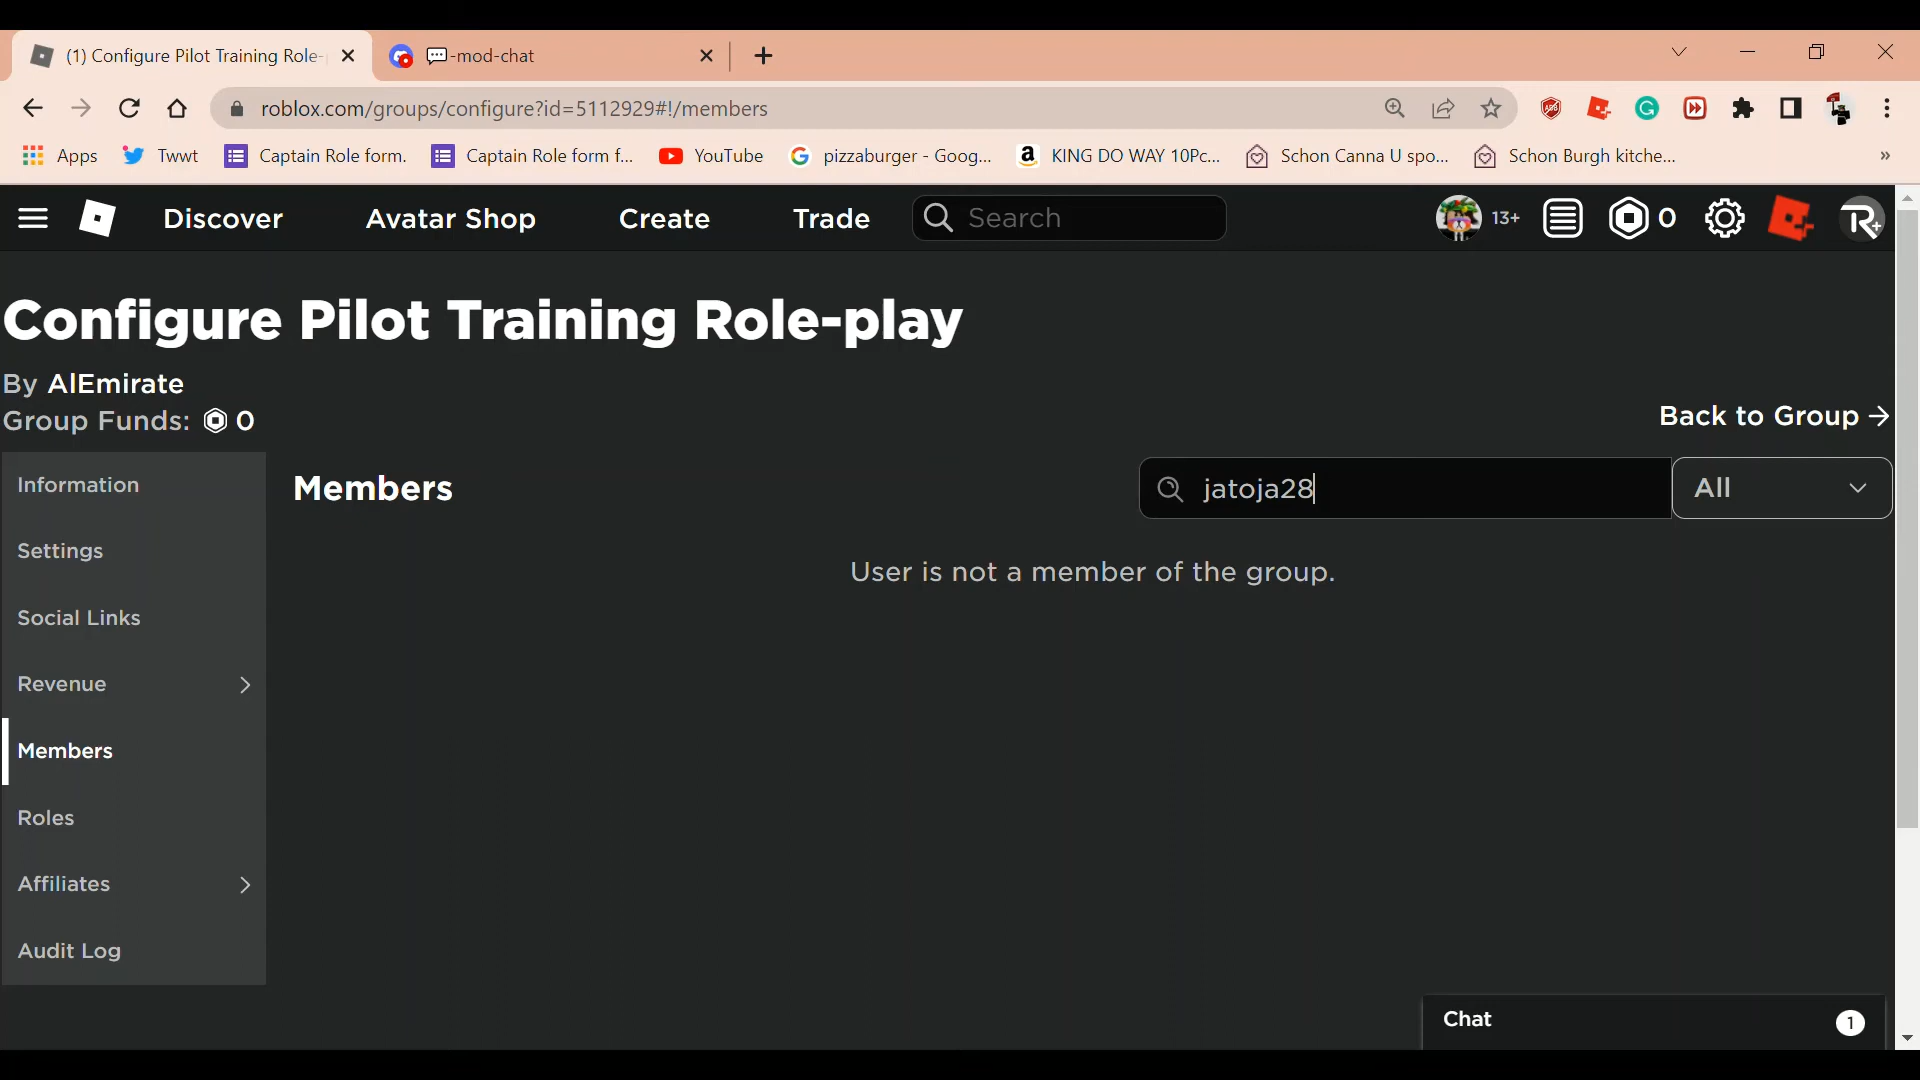 (1) Configure Pilot Training Role-
-mod-chat
roblox.com/groups/configure?id=5112929#!/members
Apps
Twwt
Captain Role form.
Captain Role form f...
YouTube
pizzaburger - Goog...
KING DO WAY 10Pc...
Schon Canna U spo...
Schon Burgh kitche...
»
Discover
Avatar Shop
Create
Trade
Search
13+
0
Configure Pilot Training Role-play
By AlEmirate
Group Funds: 0
Back to Group
Information
Settings
Social Links
Revenue
Members
Roles
Affiliates
Audit Log
Members
jatoja28
All
User is not a member of the group.
Chat
1